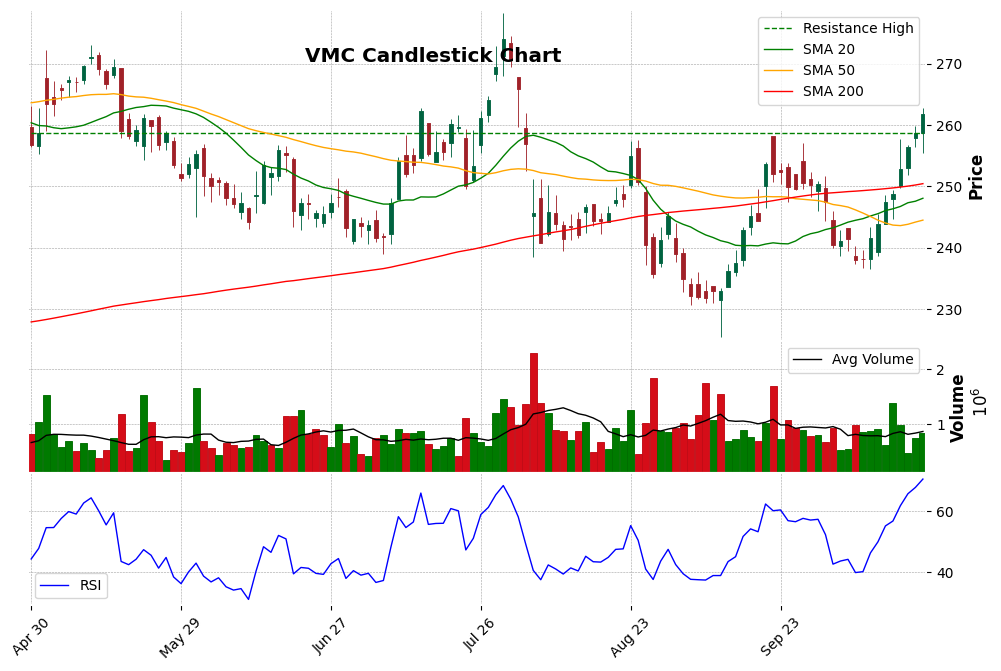 VMC Candlestick Chart
Resistance High
SMA 20
SMA 50
SMA 200
270
260
250
240
230
Price
Avg Volume
2
1
Volume
10^6
60
40
RSI
Apr 30
May 29
Jun 27
Jul 26
Aug 23
Sep 23